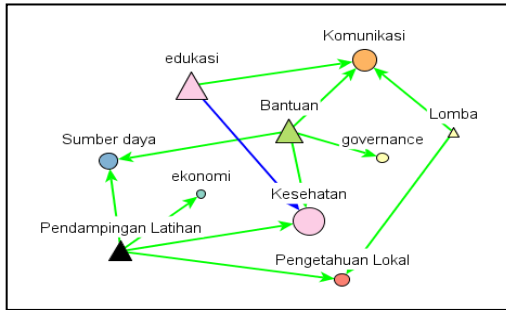 Komunikasi
edukasi
Bantuan
Lomba
Sumber daya
governance
ekonomi
Kesehatan
Pendampingan Latihan
Pengetahuan Lokal